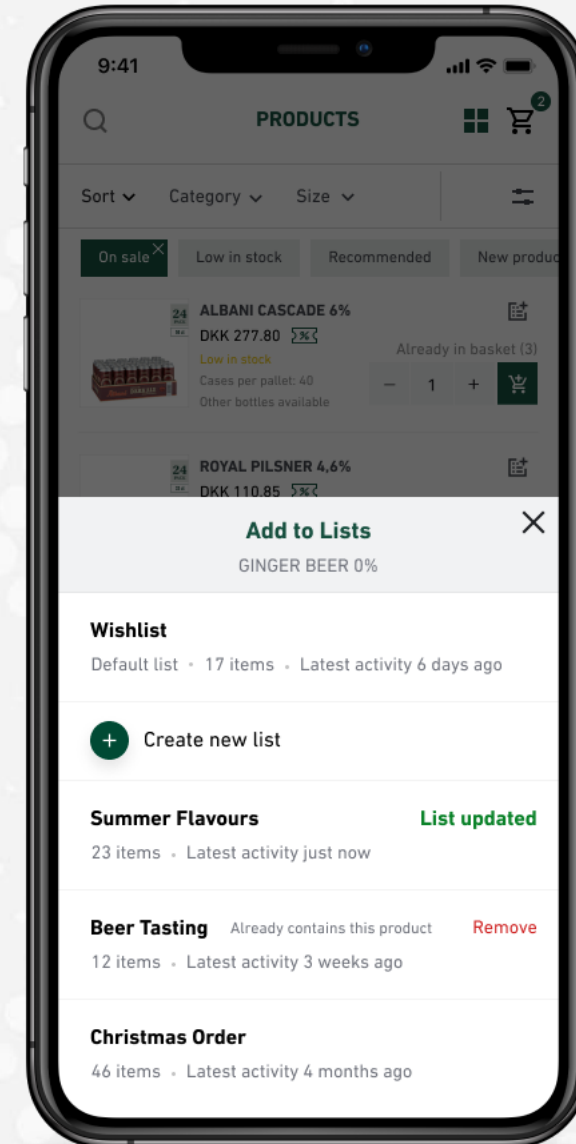 9:41
PRODUCTS
2
Sort
Category
Size
On sale
Low in stock
Recommended
New produc
24
ALBANI CASCADE 6%
DKK 277.80
%
Low in stock
Already in basket (3)
Cases per pallet: 40
Other bottles available
− 1 +
24
ROYAL PILSNER 4,6%
DKK 110.85
%
Add to Lists
GINGER BEER 0%
Wishlist
Default list • 17 items • Latest activity 6 days ago
+ Create new list
Summer Flavours
List updated
23 items • Latest activity just now
Beer Tasting Already contains this product Remove
12 items • Latest activity 3 weeks ago
Christmas Order
46 items • Latest activity 4 months ago